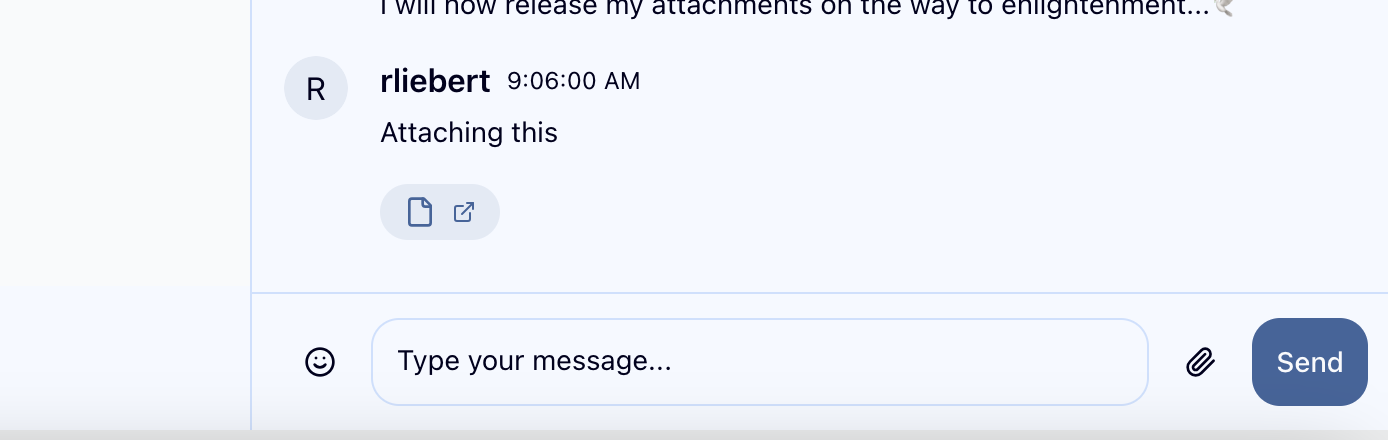 I will now release my attachments on the way to enlightenment...🕊️
R
rliebert 9:06:00 AM
Attaching this
Type your message...
Send